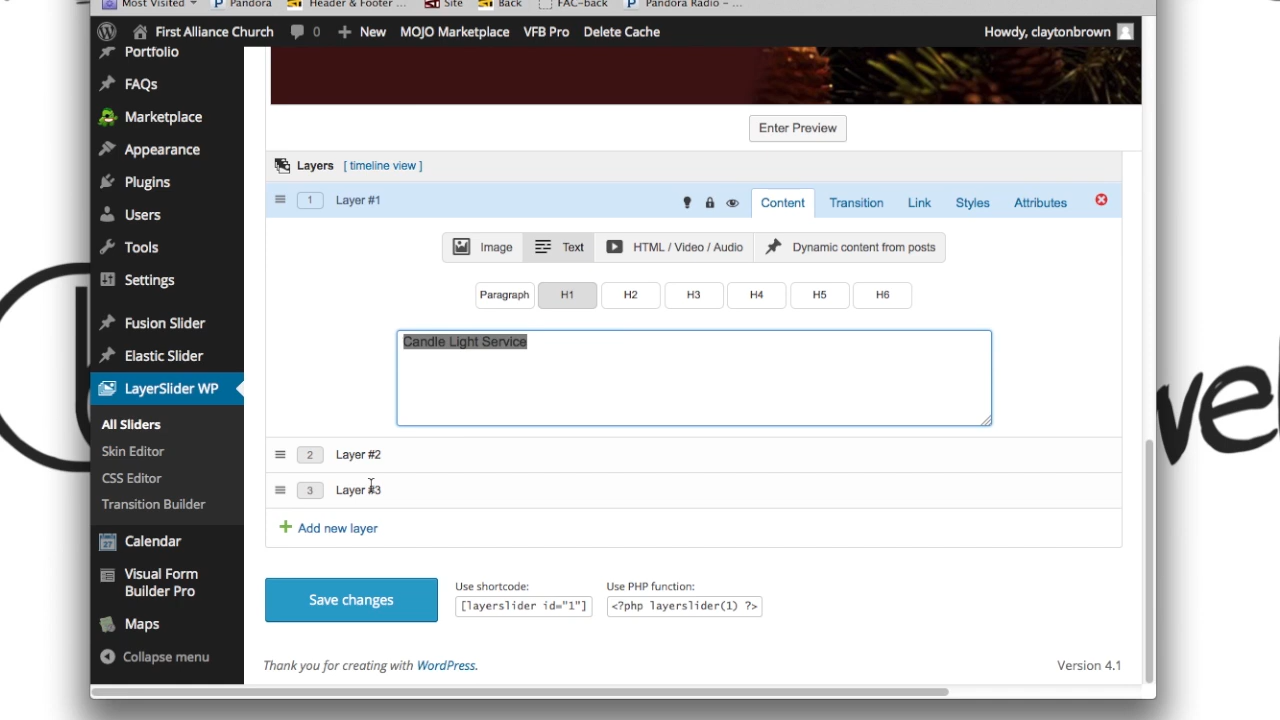 Most Visited Pandora Header & Footer ... Site Back FAC-back Pandora Radio – ...
First Alliance Church 0 New MOJO Marketplace VFB Pro Delete Cache Howdy, claytonbrown
Portfolio
FAQs
Marketplace
Appearance
Plugins
Users
Tools
Settings
Fusion Slider
Elastic Slider
LayerSlider WP
All Sliders
Skin Editor
CSS Editor
Transition Builder
Calendar
Visual Form
Builder Pro
Maps
Collapse menu
Enter Preview
Layers [ timeline view ]
1 Layer #1 Content Transition Link Styles Attributes
Image Text HTML / Video / Audio Dynamic content from posts
Paragraph H1 H2 H3 H4 H5 H6
Candle Light Service
2 Layer #2
3 Layer #3
Add new layer
Use shortcode: Use PHP function:
Save changes [layerslider id="1"] <?php layerslider(1) ?>
Thank you for creating with WordPress. Version 4.1